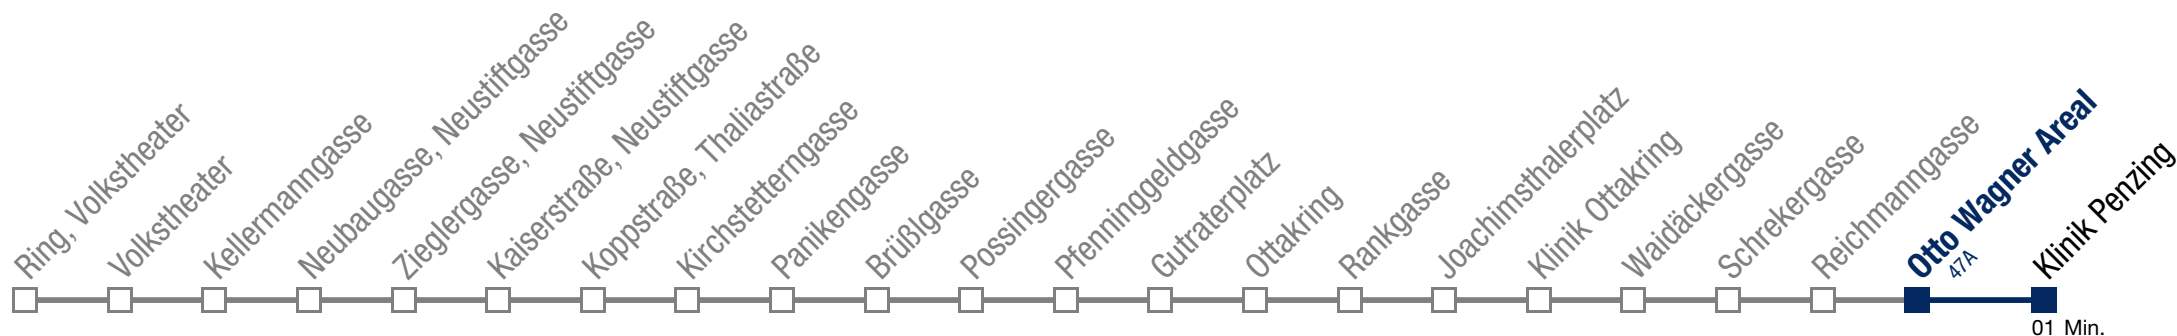 Ring, Volkstheater
Volkstheater
Kellermanngasse
Neubaugasse, Neustiftgasse
Zieglergasse, Neustiftgasse
Kaiserstraße, Neustiftgasse
Koppstraße, Thaliastraße
Kirchstetterngasse
Panikengasse
Brüßlgasse
Possingergasse
Pfenninggeldgasse
Gutraterplatz
Ottakring
Rankgasse
Joachimsthalerplatz
Klinik Ottakring
Waidäckergasse
Schrekergasse
Reichmanngasse
Otto Wagner Areal
47A
Klinik Penzing
01 Min.